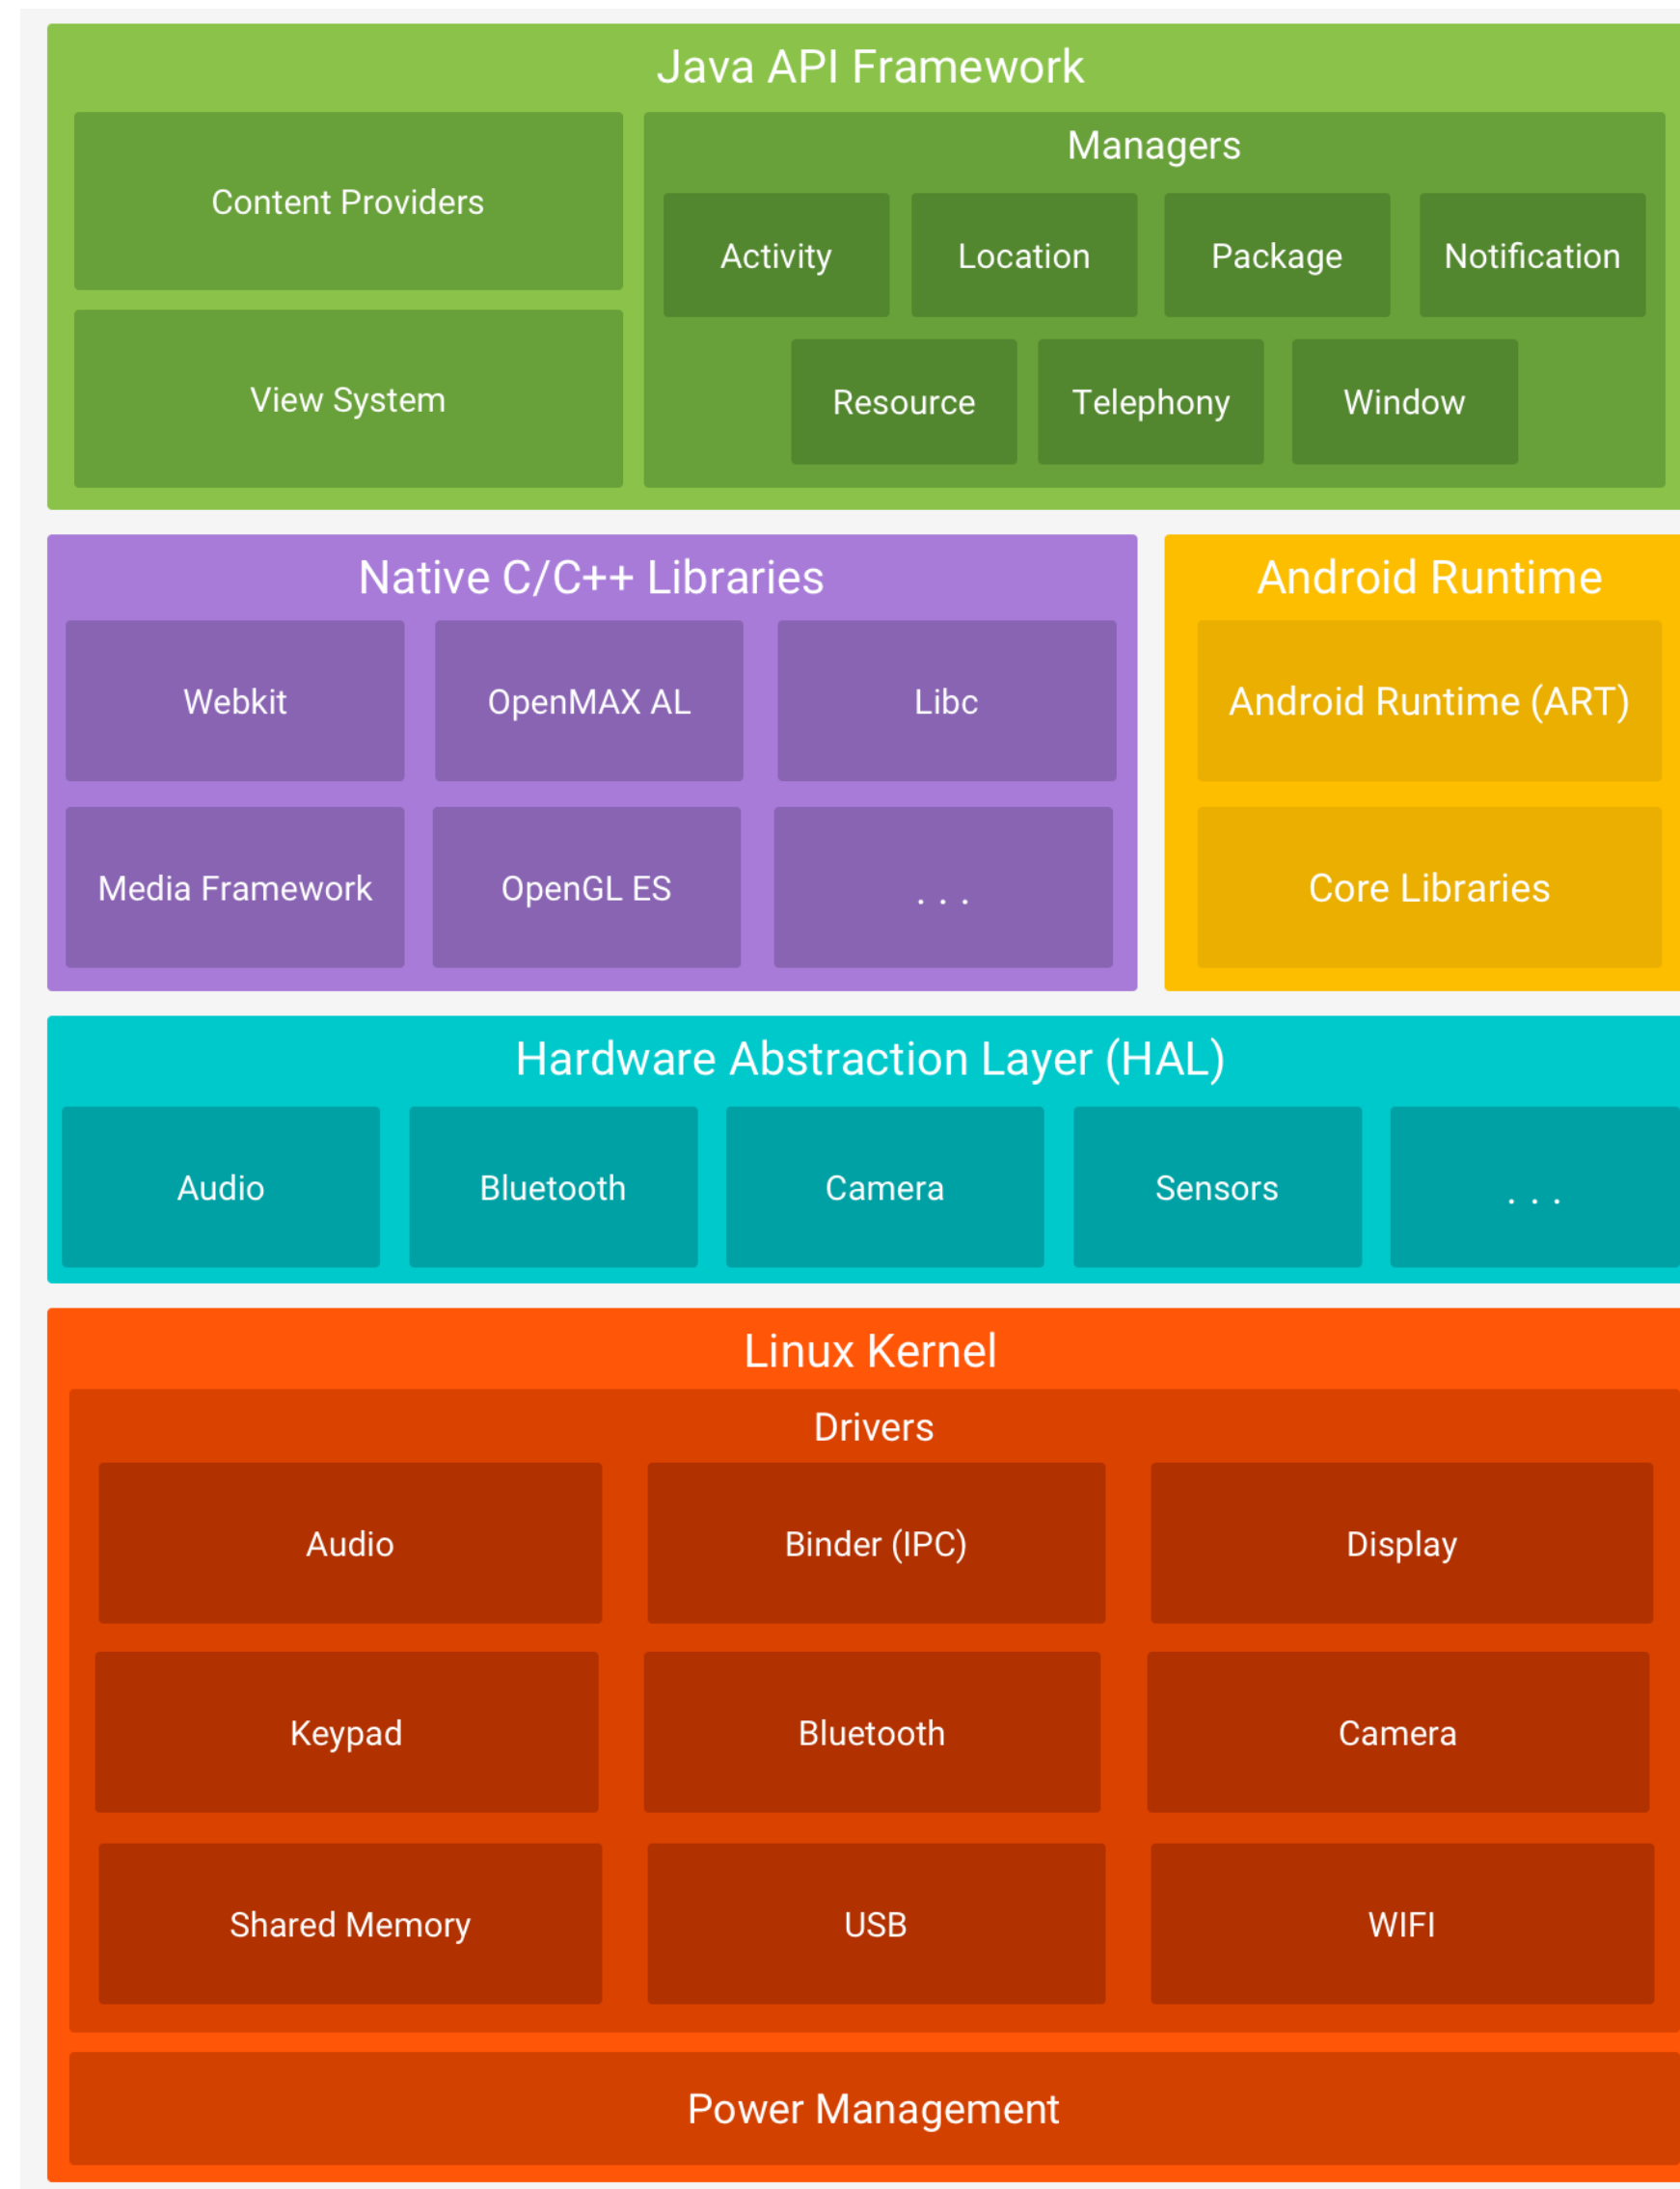 Java API Framework
Content Providers
View System
Managers
Activity
Location
Package
Notification
Resource
Telephony
Window
Native C/C++ Libraries
Webkit
OpenMAX AL
Libc
Media Framework
OpenGL ES
. . .
Android Runtime
Android Runtime (ART)
Core Libraries
Hardware Abstraction Layer (HAL)
Audio
Bluetooth
Camera
Sensors
. . .
Linux Kernel
Drivers
Audio
Binder (IPC)
Display
Keypad
Bluetooth
Camera
Shared Memory
USB
WIFI
Power Management